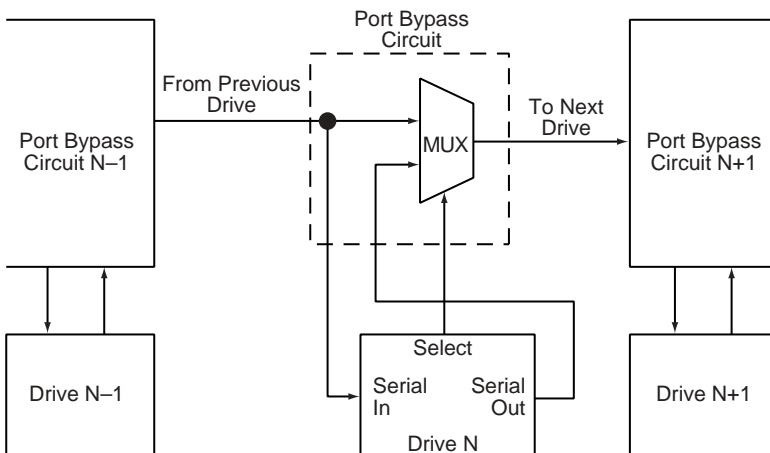 Port Bypass
Circuit
From Previous
Drive
To Next
Drive
Port Bypass
Circuit N–1
MUX
Port Bypass
Circuit N+1
Select
Drive N–1
Serial
In
Serial
Out
Drive N+1
Drive N